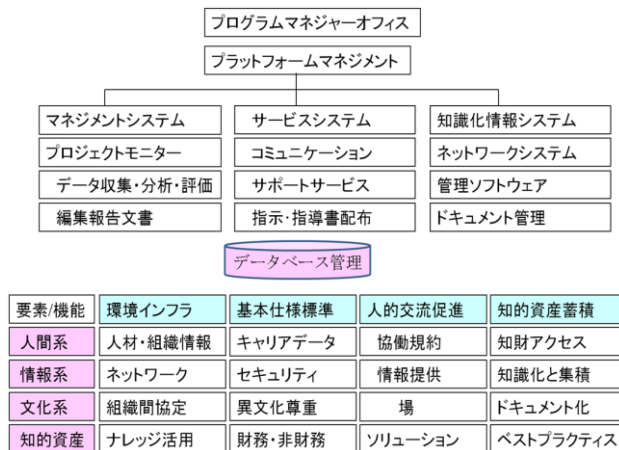 プログラムマネジャーオフィス
プラットフォームマネジメント
マネジメントシステム サービスシステム 知識化情報システム
プロジェクトモニター コミュニケーション ネットワークシステム
データ収集・分析・評価 サポートサービス 管理ソフトウェア
編集報告文書 指示・指導書配布 ドキュメント管理
データベース管理
要素/機能 環境インフラ 基本仕様標準 人的交流促進 知的資産蓄積
人間系 人材・組織情報 キャリアデータ 協働規約 知財アクセス
情報系 ネットワーク セキュリティ 情報提供 知識化と集積
文化系 組織間協定 異文化尊重 場 ドキュメント化
知的資産 ナレッジ活用 財務・非財務 ソリューション ベストプラクティス